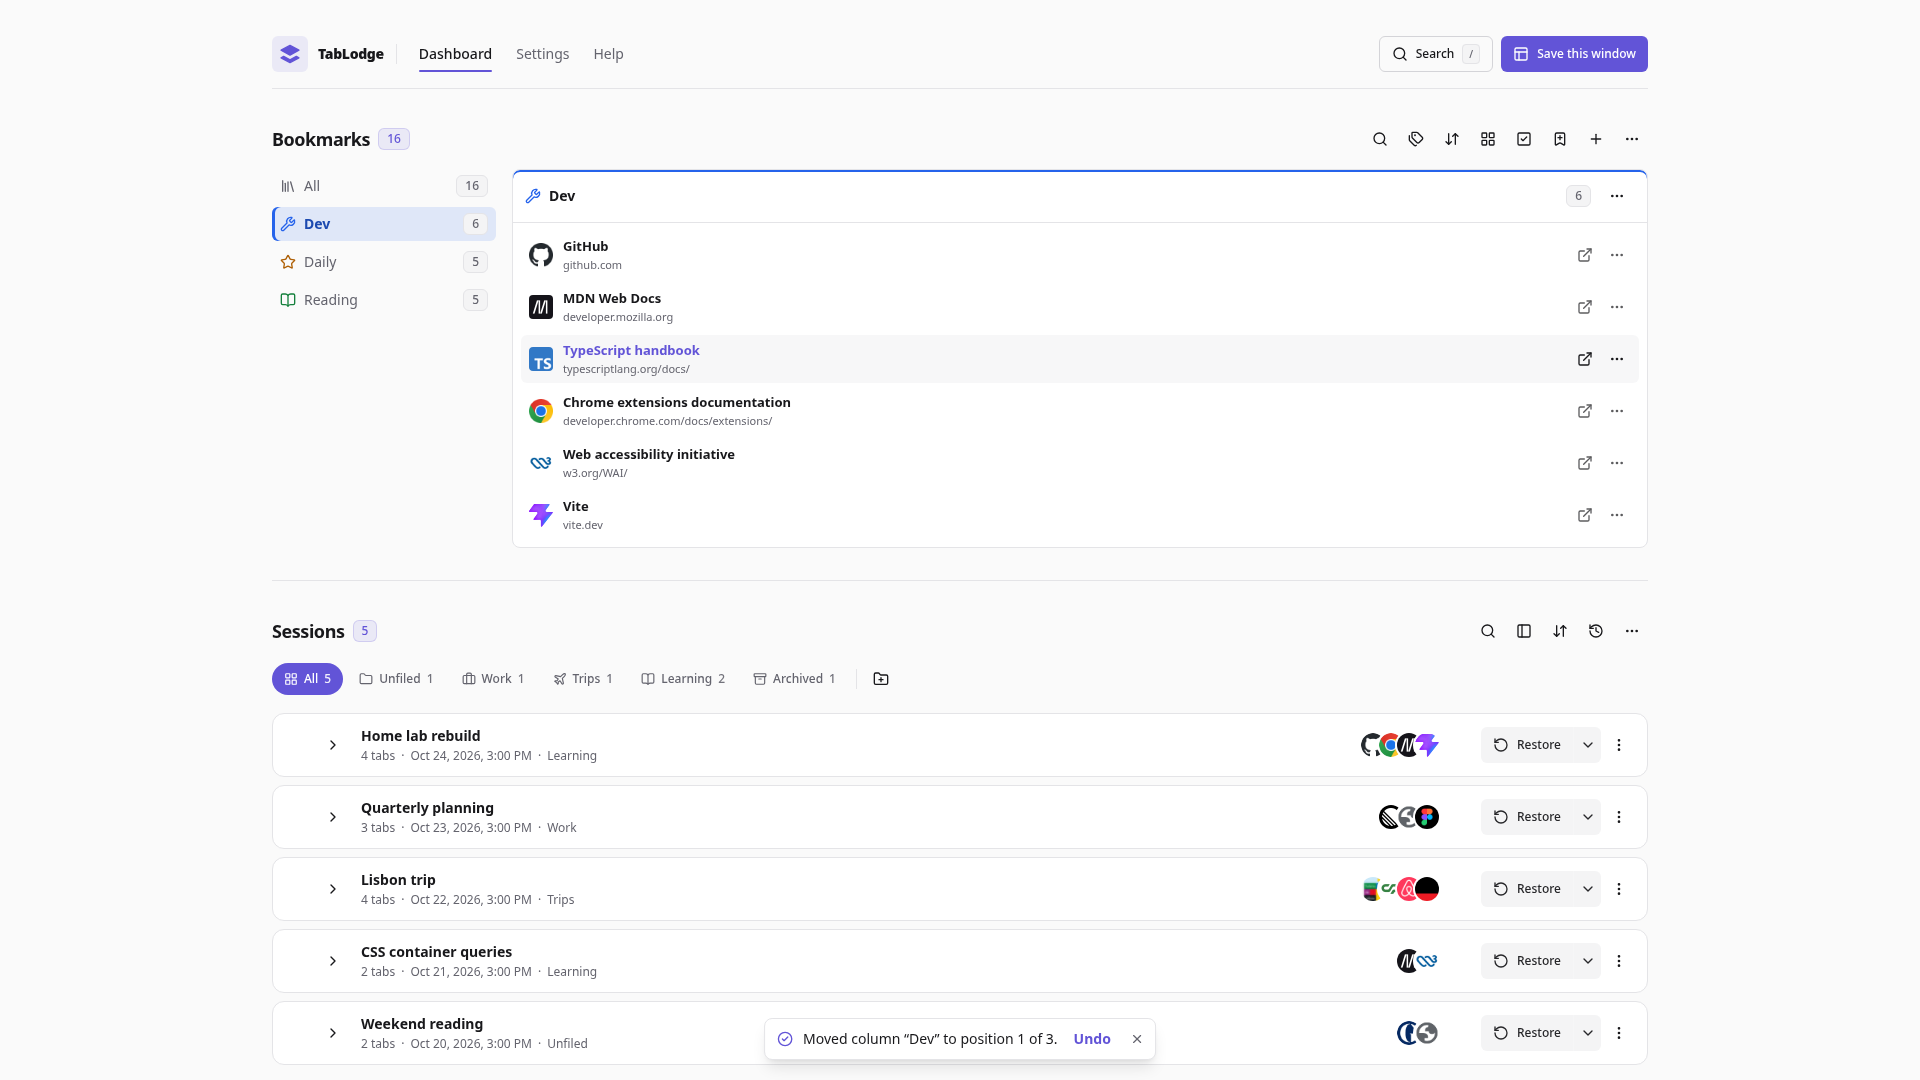 TabLodge
Dashboard
Settings
Help
Search /
Save this window
Bookmarks 16
All 16
Dev 6
Daily 5
Reading 5
Dev 6
GitHub
github.com
MDN Web Docs
developer.mozilla.org
TS
TypeScript handbook
typescriptlang.org/docs/
Chrome extensions documentation
developer.chrome.com/docs/extensions/
Web accessibility initiative
w3.org/WAI/
Vite
vite.dev
Sessions 5
All 5
Unfiled 1
Work 1
Trips 1
Learning 2
Archived 1
Home lab rebuild
4 tabs · Oct 24, 2026, 3:00 PM · Learning
Restore
Quarterly planning
3 tabs · Oct 23, 2026, 3:00 PM · Work
Restore
Lisbon trip
4 tabs · Oct 22, 2026, 3:00 PM · Trips
Restore
CSS container queries
2 tabs · Oct 21, 2026, 3:00 PM · Learning
Restore
Weekend reading
2 tabs · Oct 20, 2026, 3:00 PM · Unfiled
Restore
Moved column “Dev” to position 1 of 3. Undo